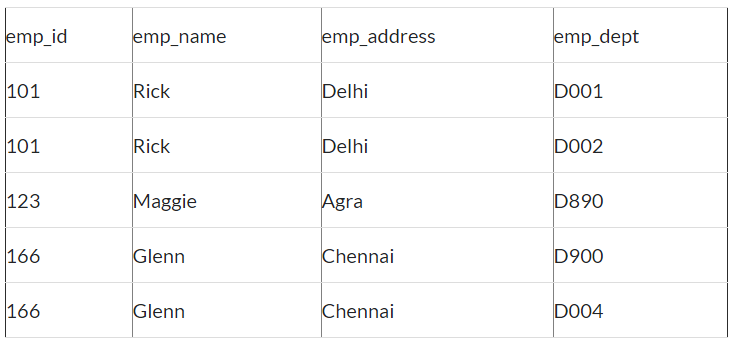 emp_id emp_name emp_address emp_dept
101 Rick Delhi D001
101 Rick Delhi D002
123 Maggie Agra D890
166 Glenn Chennai D900
166 Glenn Chennai D004